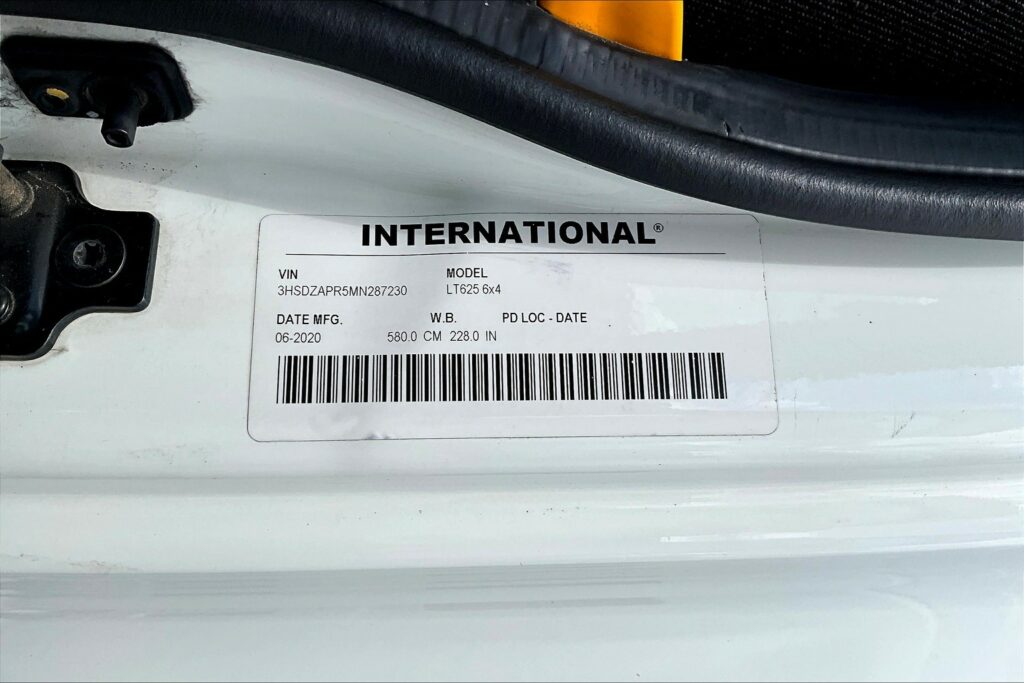 INTERNATIONAL®
VIN MODEL
3HSDZAPR5MN287230 LT625 6x4
DATE MFG. W.B. PD LOC - DATE
06-2020 580.0 CM 228.0 IN